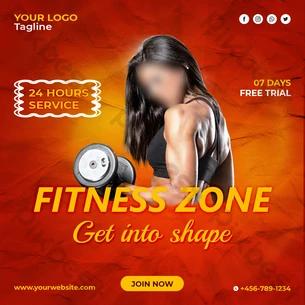 YOUR LOGO
Tagline
24 HOURS
SERVICE
07 DAYS
FREE TRIAL
FITNESS ZONE
Get into shape
www.yourwebsite.com
JOIN NOW
+456-789-1234